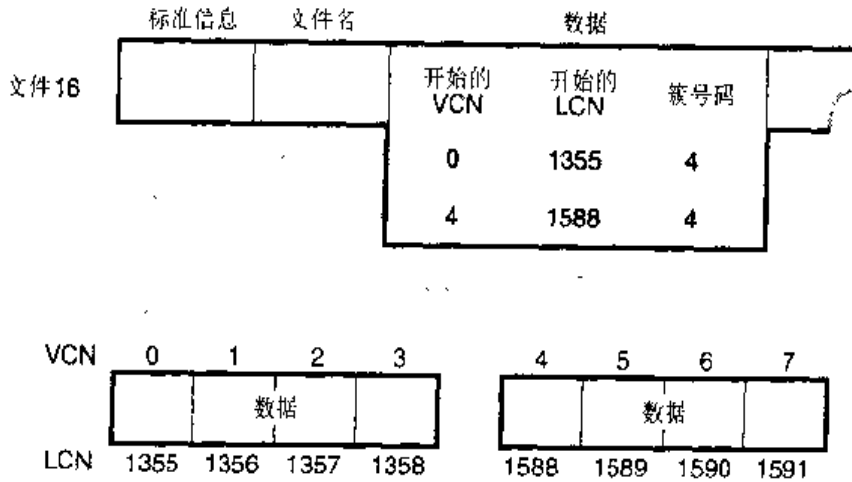 标准信息 文件名 数据
文件16
开始的 开始的 簇号码
VCN LCN
0 1355 4
4 1588 4
VCN 0 1 2 3 4 5 6 7
数据 数据
LCN 1355 1356 1357 1358 1588 1589 1590 1591